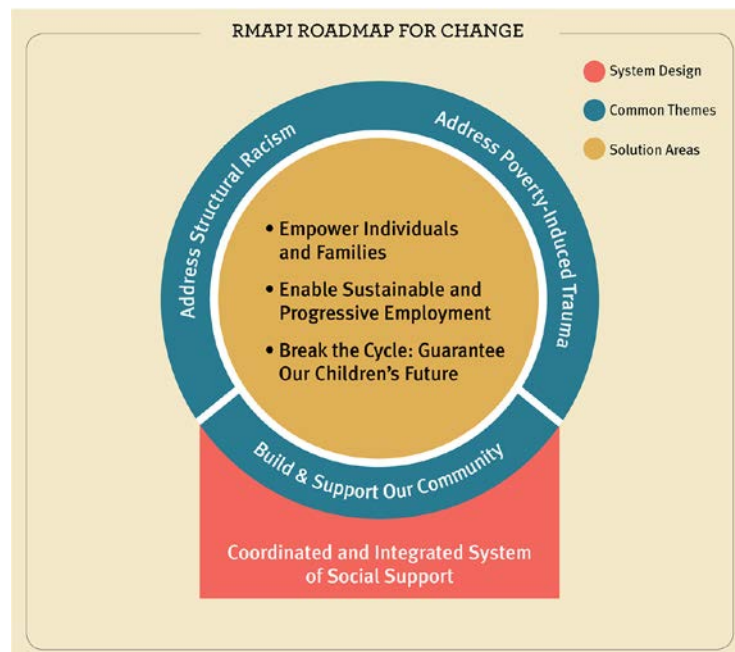 RMAPI ROADMAP FOR CHANGE
System Design
Common Themes
Solution Areas
Address Structural Racism
Address Poverty-Induced Trauma
• Empower Individuals
and Families
• Enable Sustainable and
Progressive Employment
• Break the Cycle: Guarantee
Our Children's Future
Build & Support Our Community
Coordinated and Integrated System
of Social Support